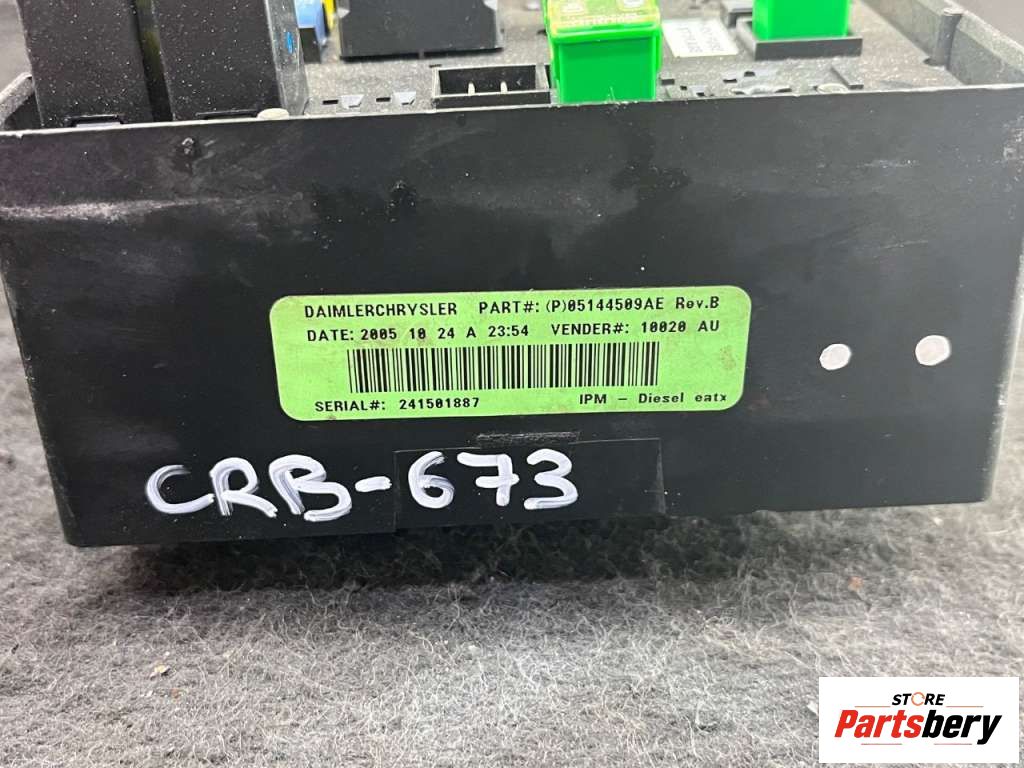 DAIMLERCHRYSLER PART#: (P)05144509AE Rev.B
DATE: 2005 10 24 A 23:54 VENDER#: 10020 AU
SERIAL#: 241501887 IPM - Diesel eatx
CRB-673
STORE
Partsbery